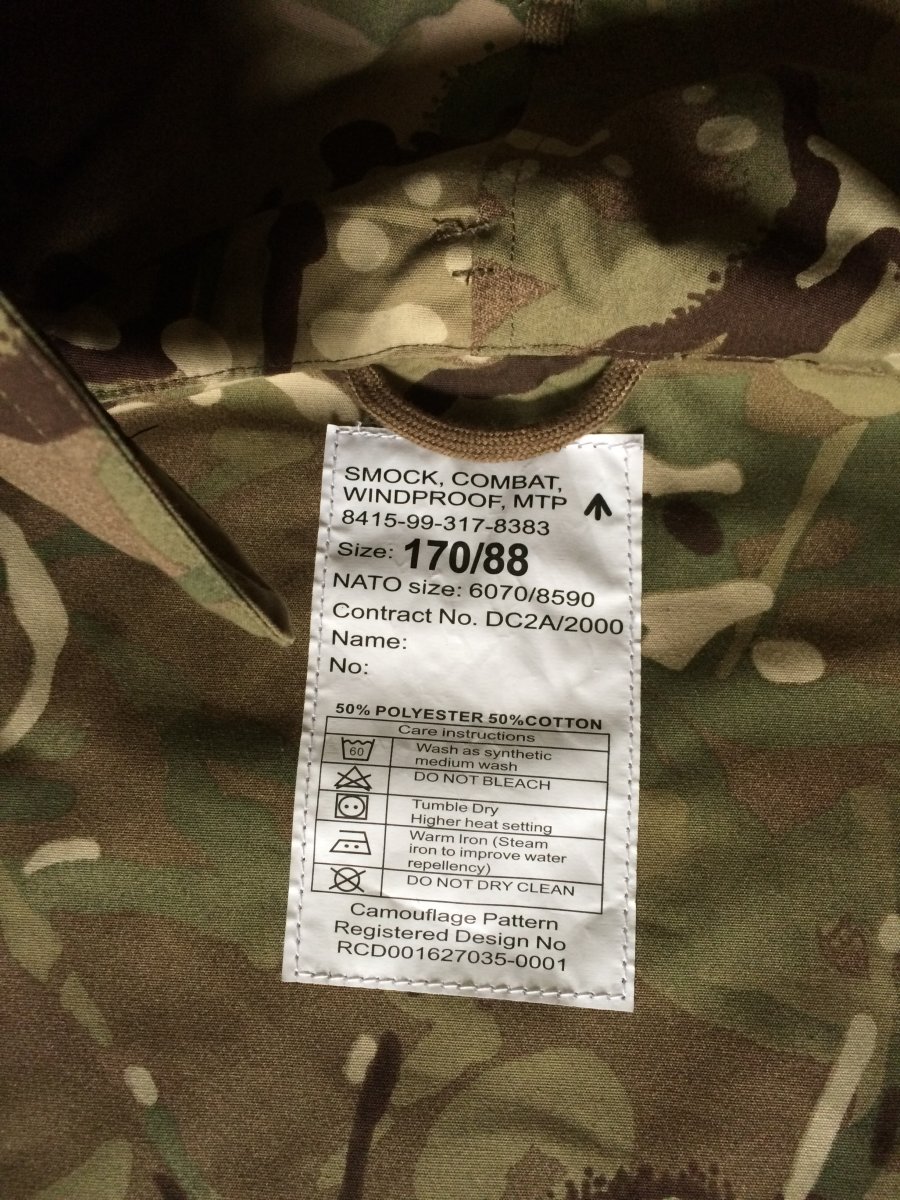 SMOCK, COMBAT,
WINDPROOF, MTP
8415-99-317-8383
Size: 170/88
NATO size: 6070/8590
Contract No. DC2A/2000
Name:
No:
50% POLYESTER 50%COTTON
Care instructions
60
Wash as synthetic
medium wash
DO NOT BLEACH
Tumble Dry
Higher heat setting
Warm Iron (Steam
iron to improve water
repellency)
DO NOT DRY CLEAN
Camouflage Pattern
Registered Design No
RCD001627035-0001